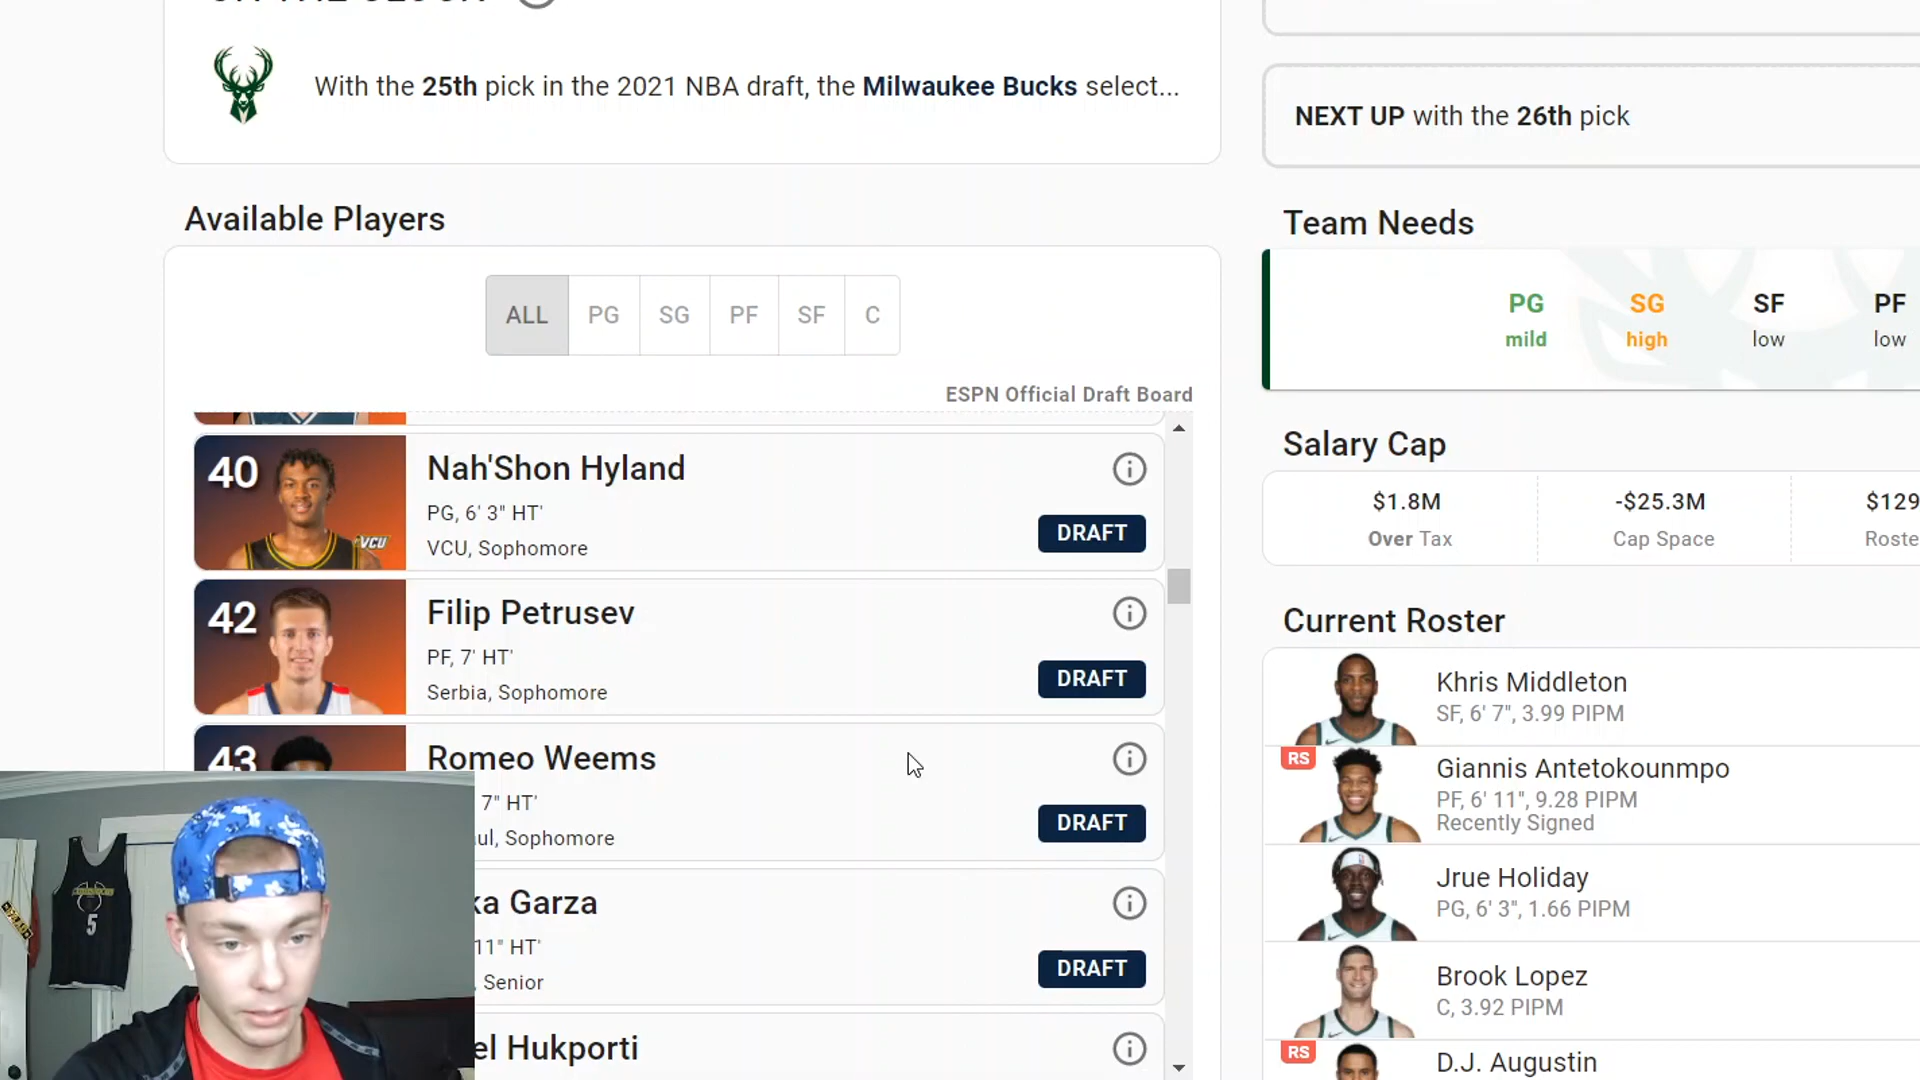 With the 25th pick in the 2021 NBA draft, the Milwaukee Bucks select...
NEXT UP with the 26th pick
Available Players
ALL PG SG PF SF C
ESPN Official Draft Board
40
Nah'Shon Hyland
PG, 6' 3" HT'
VCU, Sophomore
VCU
DRAFT
42
Filip Petrusev
PF, 7' HT'
Serbia, Sophomore
DRAFT
43
Romeo Weems
7" HT'
ul, Sophomore
DRAFT
ka Garza
11" HT'
, Senior
DRAFT
el Hukporti
Team Needs
PG SG SF PF
mild high low low
Salary Cap
$1.8M -$25.3M $129
Over Tax Cap Space Roste
Current Roster
Khris Middleton
SF, 6' 7", 3.99 PIPM
RS
Giannis Antetokounmpo
PF, 6' 11", 9.28 PIPM
Recently Signed
Jrue Holiday
PG, 6' 3", 1.66 PIPM
Brook Lopez
C, 3.92 PIPM
RS
D.J. Augustin
5